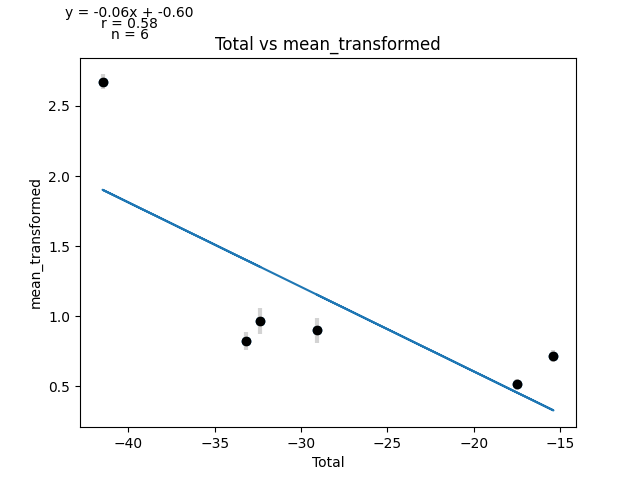 y = -0.06x + -0.60
r = 0.58
n = 6
Total vs mean_transformed
mean_transformed
2.5
2.0
1.5
1.0
0.5
−40
−35
−30
−25
−20
−15
Total